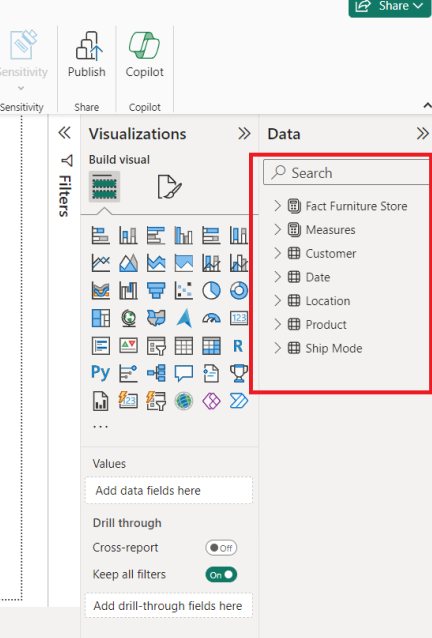 Share
Sensitivity
Publish
Copilot
Sensitivity
Share
Copilot
Visualizations
Data
Build visual
Search
Filters
Fact Furniture Store
Measures
Customer
Date
Location
Product
Ship Mode
123
R
Py
123
...
Values
Add data fields here
Drill through
Cross-report
Off
Keep all filters
On
Add drill-through fields here